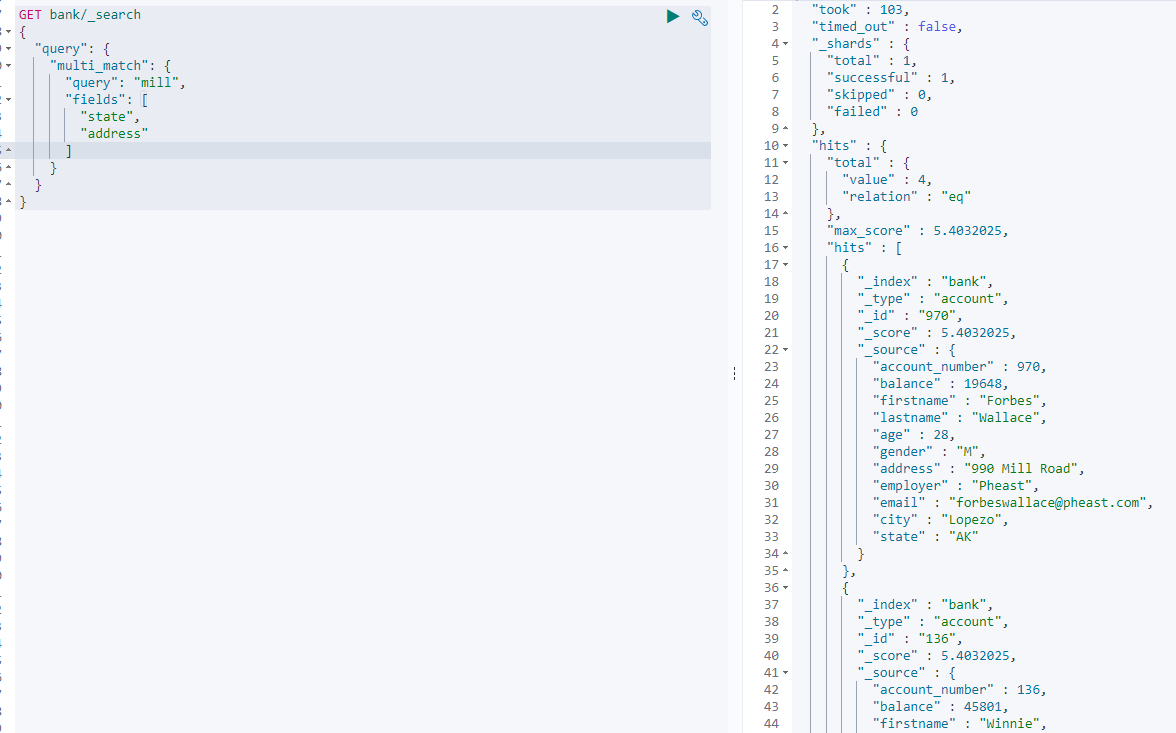 GET bank/_search
{
"query": {
"multi_match": {
"query": "mill",
"fields": [
"state",
"address"
]
}
}
}
2 "took" : 103,
3 "timed_out" : false,
4 "_shards" : {
5 "total" : 1,
6 "successful" : 1,
7 "skipped" : 0,
8 "failed" : 0
9 },
10 "hits" : {
11 "total" : {
12 "value" : 4,
13 "relation" : "eq"
14 },
15 "max_score" : 5.4032025,
16 "hits" : [
17 {
18 "_index" : "bank",
19 "_type" : "account",
20 "_id" : "970",
21 "_score" : 5.4032025,
22 "_source" : {
23 "account_number" : 970,
24 "balance" : 19648,
25 "firstname" : "Forbes",
26 "lastname" : "Wallace",
27 "age" : 28,
28 "gender" : "M",
29 "address" : "990 Mill Road",
30 "employer" : "Pheast",
31 "email" : "forbeswallace@pheast.com",
32 "city" : "Lopezo",
33 "state" : "AK"
34 }
35 },
36 {
37 "_index" : "bank",
38 "_type" : "account",
39 "_id" : "136",
40 "_score" : 5.4032025,
41 "_source" : {
42 "account_number" : 136,
43 "balance" : 45801,
44 "firstname" : "Winnie",